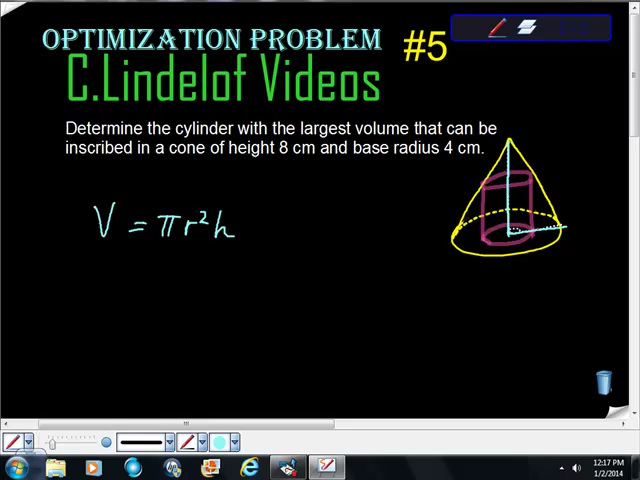 OPTIMIZATION PROBLEM #5
C.Lindelof Videos
Determine the cylinder with the largest volume that can be
inscribed in a cone of height 8 cm and base radius 4 cm.
V = πr²h
12:17 PM
1/2/2014